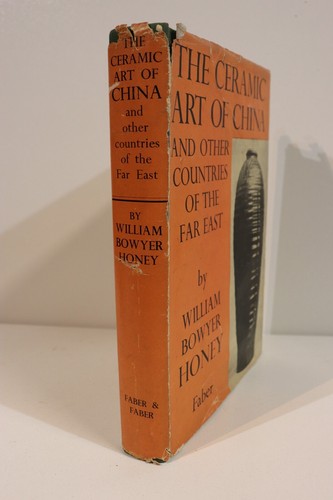 THE
CERAMIC
ART OF
CHINA
and
other
countries
of the
Far East
BY
WILLIAM
BOWYER
HONEY
FABER &
FABER
THE CERAMIC
ART OF CHINA
AND OTHER
COUNTRIES
OF THE
FAR EAST
by
WILLIAM
BOWYER
HONEY
Faber